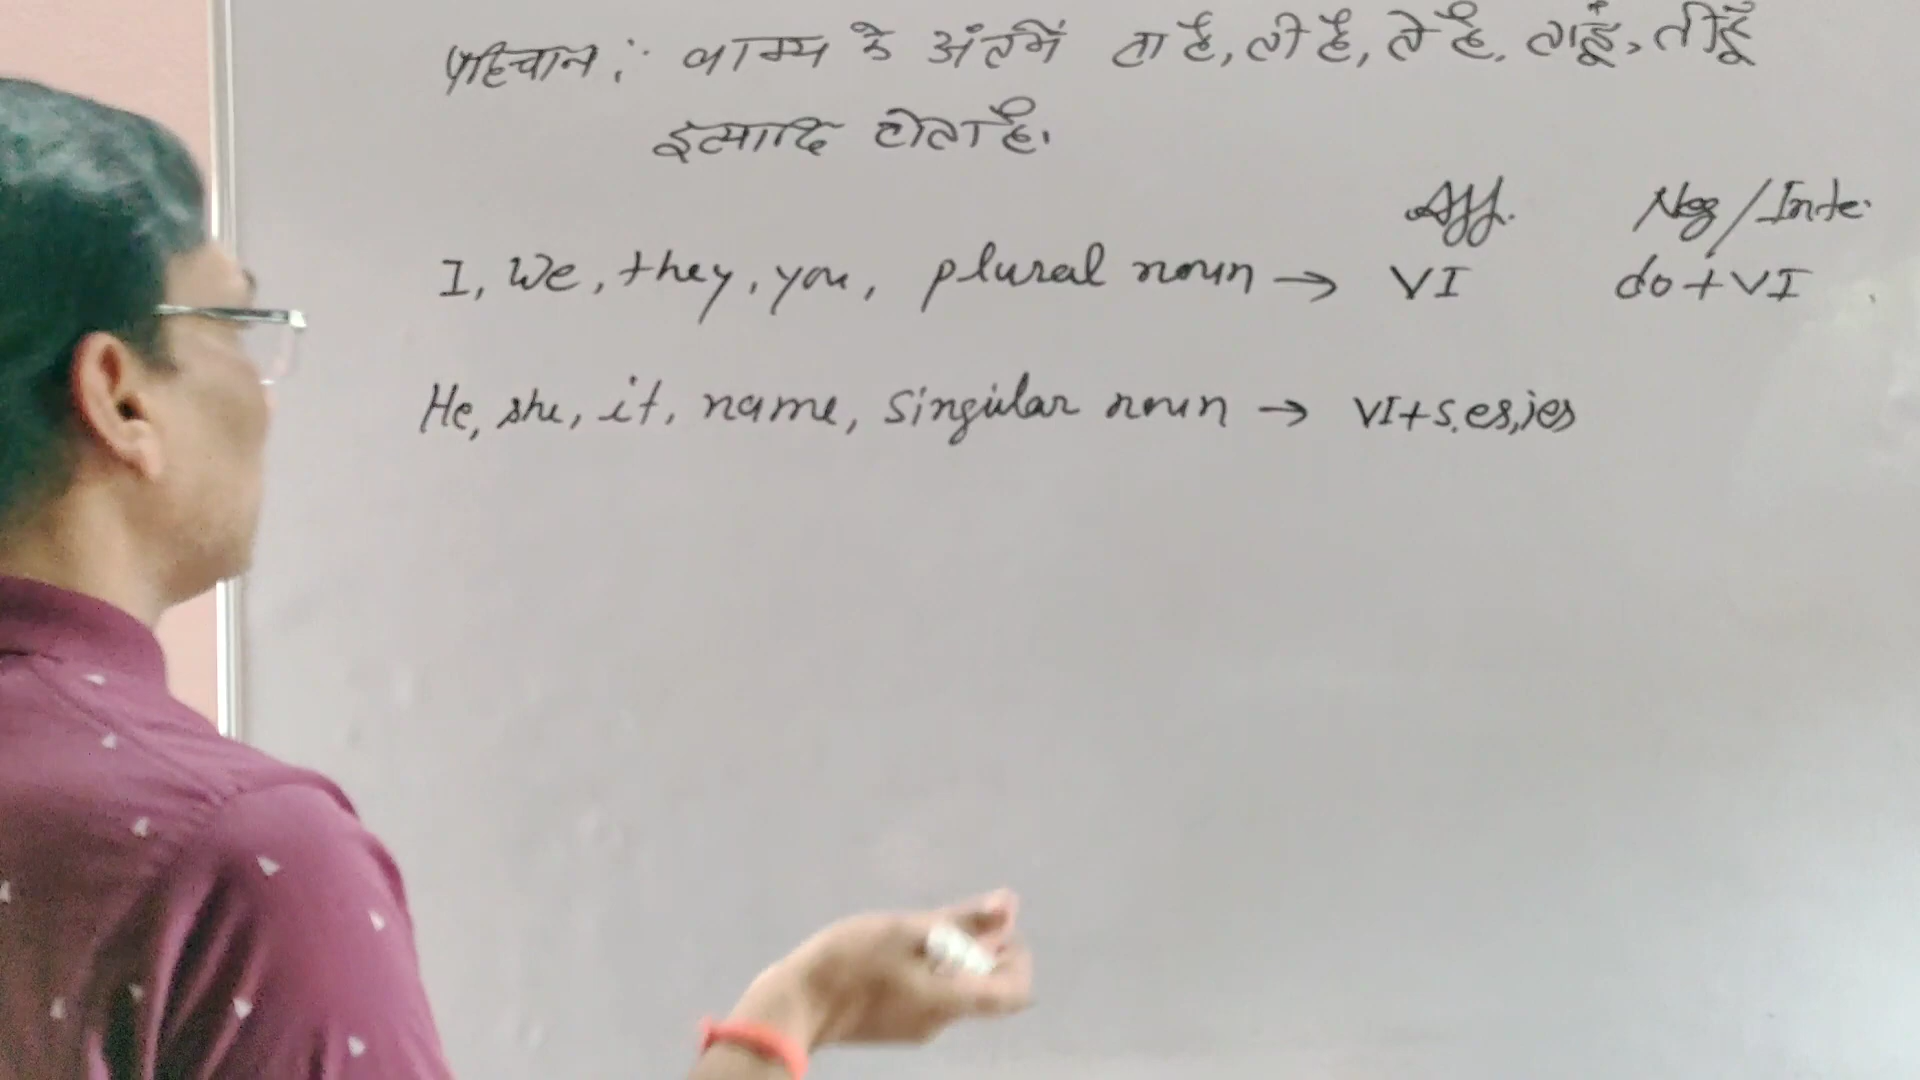 पहिचान :- वाक्य के अंतमें ता है, ती है, ते है, ताहूँ, तीहूँ
इत्यादि होता है.
Aff. Neg/Inte.
I, We, they, you, plural noun → VI do+VI
He, she, it, name, singular noun → VI+s,es,ies